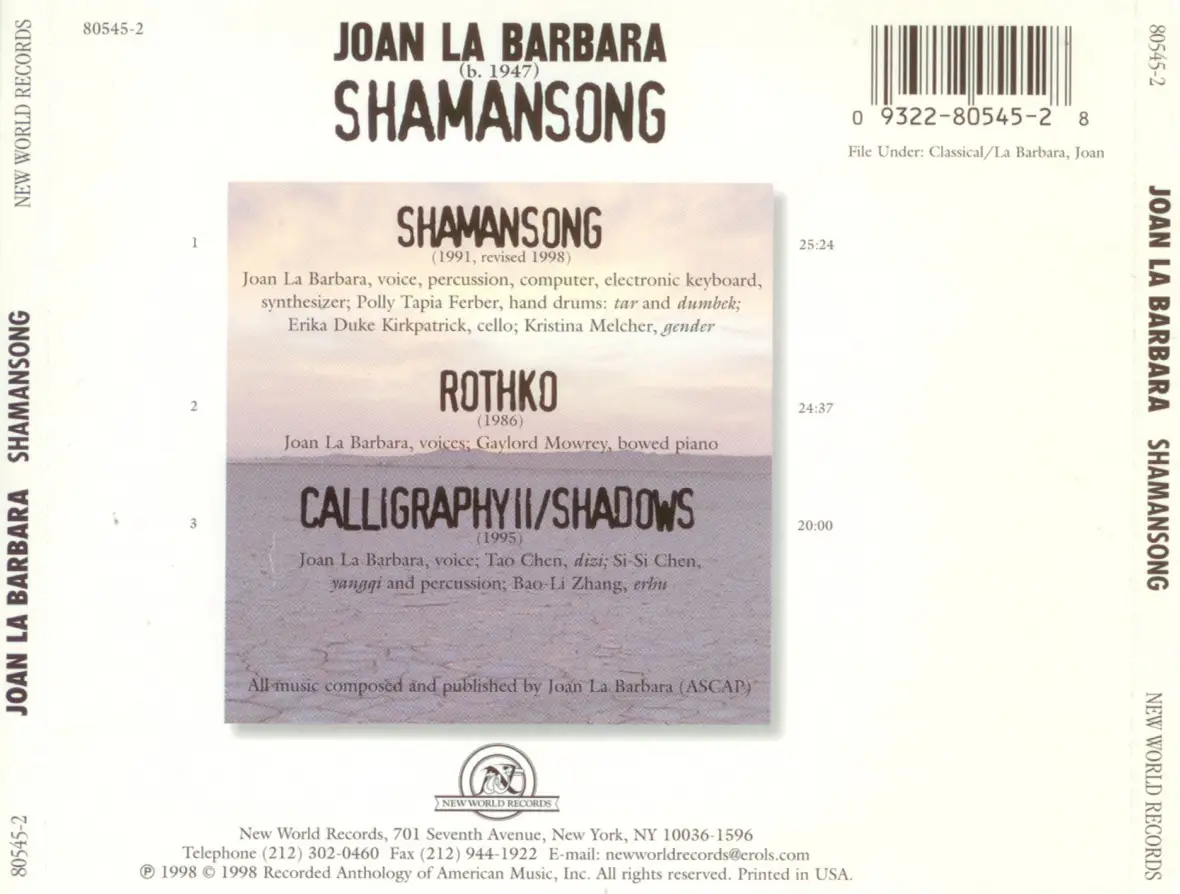 80545-2
JOAN LA BARBARA
(b. 1947)
SHAMANSONG
0 9322-80545-2 8
File Under: Classical/La Barbara, Joan
NEW WORLD RECORDS
SHAMANSONG
JOAN LA BARBARA
80545-2
1
SHAMANSONG
25:24
(1991, revised 1998)
Joan La Barbara, voice, percussion, computer, electronic keyboard,
synthesizer; Polly Tapia Ferber, hand drums: tar and dumbek;
Erika Duke Kirkpatrick, cello; Kristina Melcher, gender
2
ROTHKO
24:37
(1986)
Joan La Barbara, voices; Gaylord Mowrey, bowed piano
3
CALLIGRAPHY II/SHADOWS
20:00
(1995)
Joan La Barbara, voice; Tao Chen, dizi; Si-Si Chen,
yangqi and percussion; Bao-Li Zhang, erhu
All music composed and published by Joan La Barbara (ASCAP)
NEW WORLD RECORDS
New World Records, 701 Seventh Avenue, New York, NY 10036-1596
Telephone (212) 302-0460 Fax (212) 944-1922 E-mail: newworldrecords@erols.com
℗ 1998 © 1998 Recorded Anthology of American Music, Inc. All rights reserved. Printed in USA.
80545-2
JOAN LA BARBARA
SHAMANSONG
NEW WORLD RECORDS